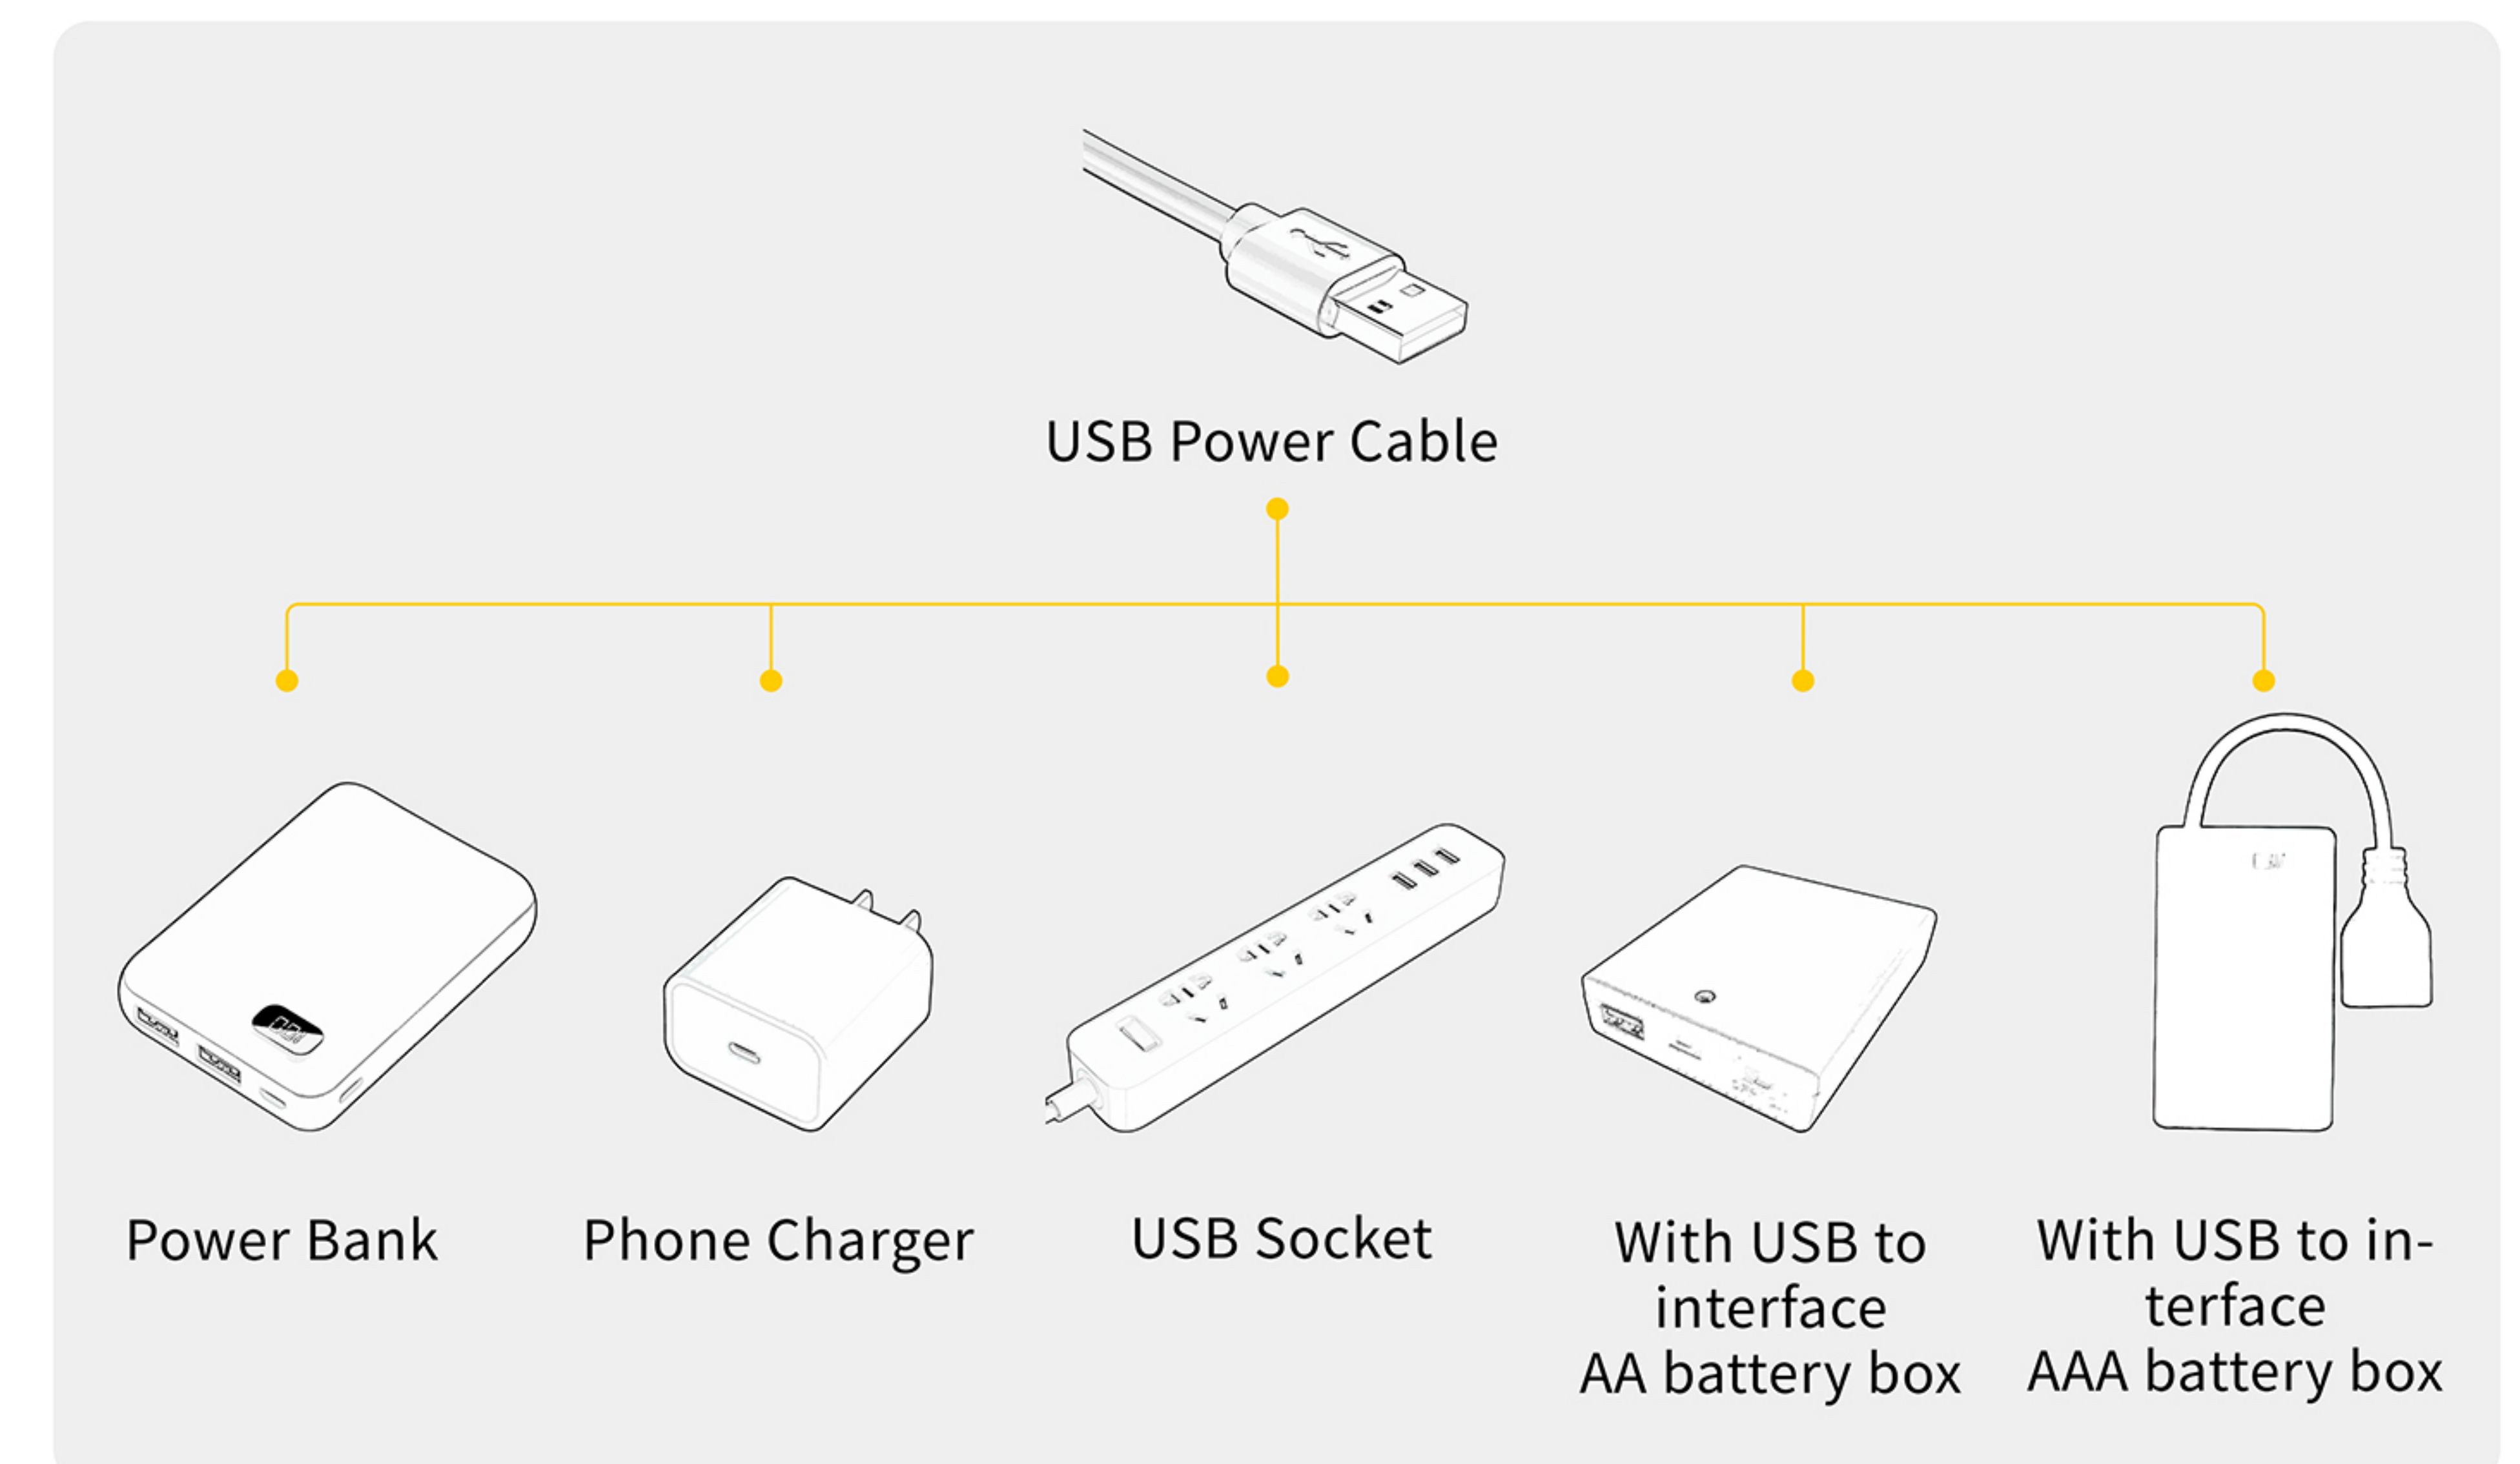 USB Power Cable
Power Bank
Phone Charger
USB Socket
With USB to
interface
AA battery box
With USB to in-
terface
AAA battery box